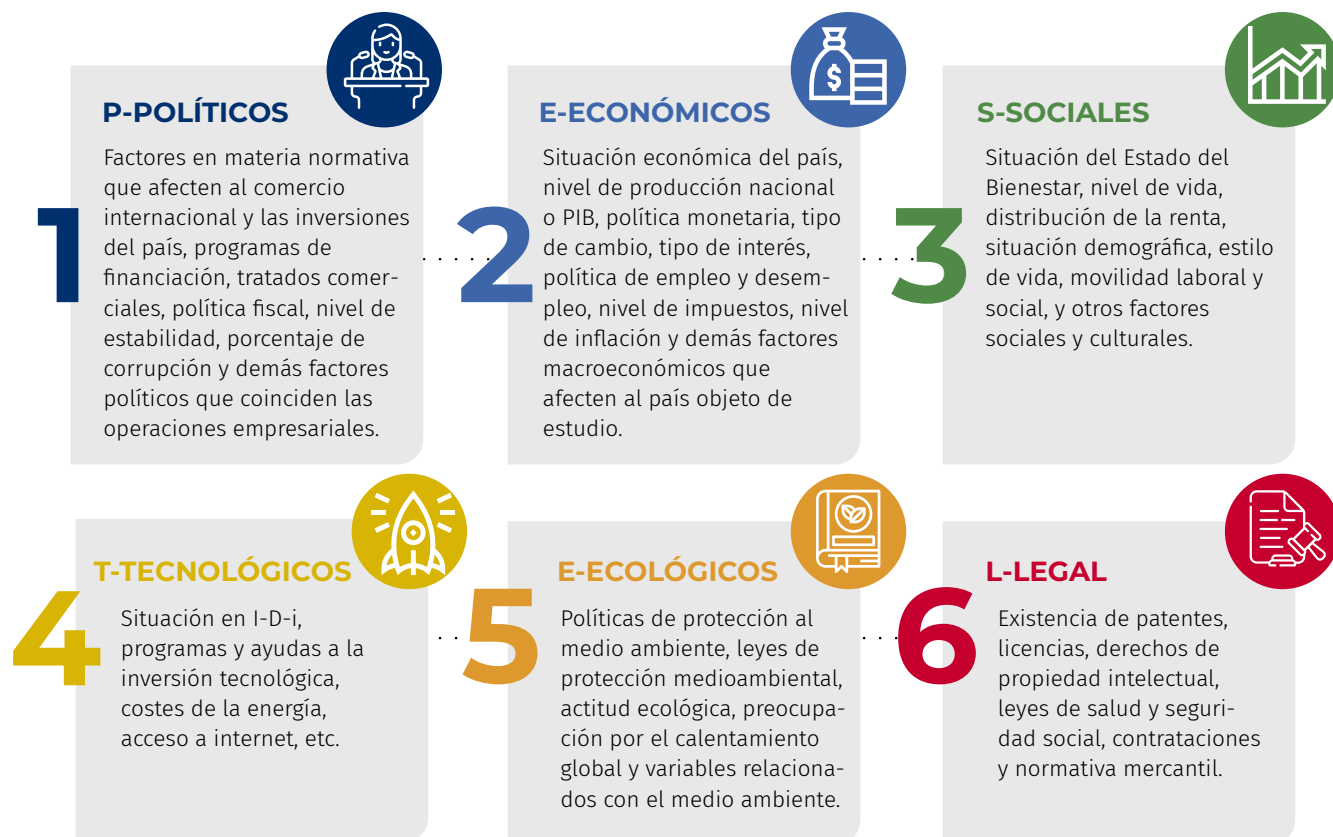 1
P-POLÍTICOS
Factores en materia normativa
que afecten al comercio
internacional y las inversiones
del país, programas de
financiación, tratados comer-
ciales, política fiscal, nivel de
estabilidad, porcentaje de
corrupción y demás factores
políticos que coinciden las
operaciones empresariales.
2
E-ECONÓMICOS
$
Situación económica del país,
nivel de producción nacional
o PIB, política monetaria, tipo
de cambio, tipo de interés,
política de empleo y desem-
pleo, nivel de impuestos, nivel
de inflación y demás factores
macroeconómicos que
afecten al país objeto de
estudio.
3
S-SOCIALES
Situación del Estado del
Bienestar, nivel de vida,
distribución de la renta,
situación demográfica, estilo
de vida, movilidad laboral y
social, y otros factores
sociales y culturales.
4
T-TECNOLÓGICOS
Situación en I-D-i,
programas y ayudas a la
inversión tecnológica,
costes de la energía,
acceso a internet, etc.
5
E-ECOLÓGICOS
Políticas de protección al
medio ambiente, leyes de
protección medioambiental,
actitud ecológica, preocupa-
ción por el calentamiento
global y variables relaciona-
dos con el medio ambiente.
6
L-LEGAL
Existencia de patentes,
licencias, derechos de
propiedad intelectual,
leyes de salud y seguri-
dad social, contrataciones
y normativa mercantil.